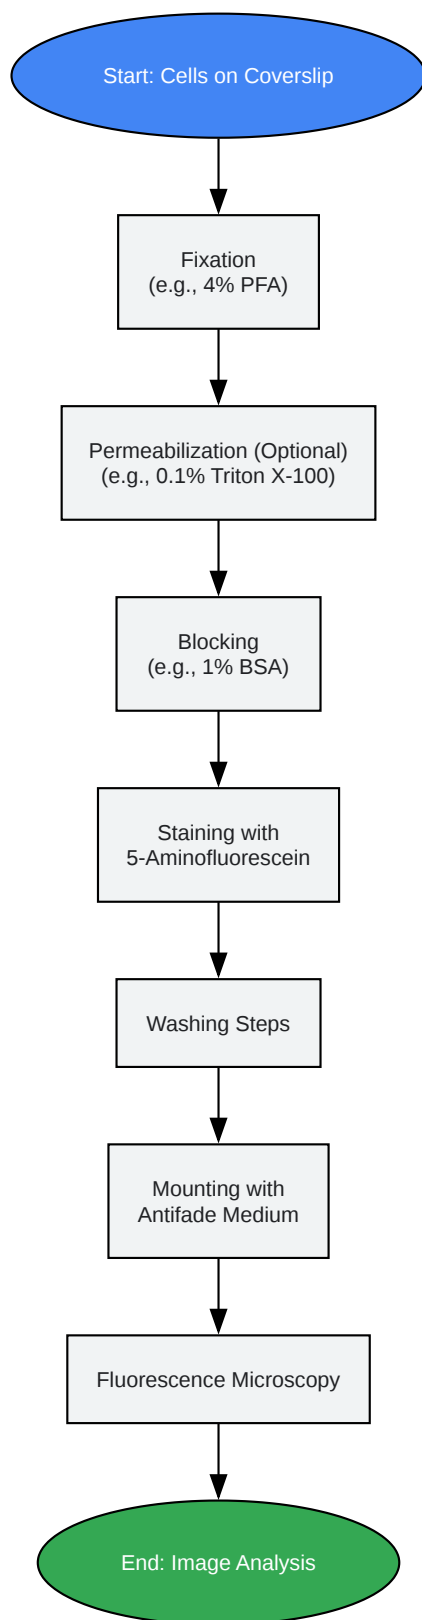 Start: Cells on Coverslip
Fixation
(e.g., 4% PFA)
Permeabilization (Optional)
(e.g., 0.1% Triton X-100)
Blocking
(e.g., 1% BSA)
Staining with
5-Aminofluorescein
Washing Steps
Mounting with
Antifade Medium
Fluorescence Microscopy
End: Image Analysis